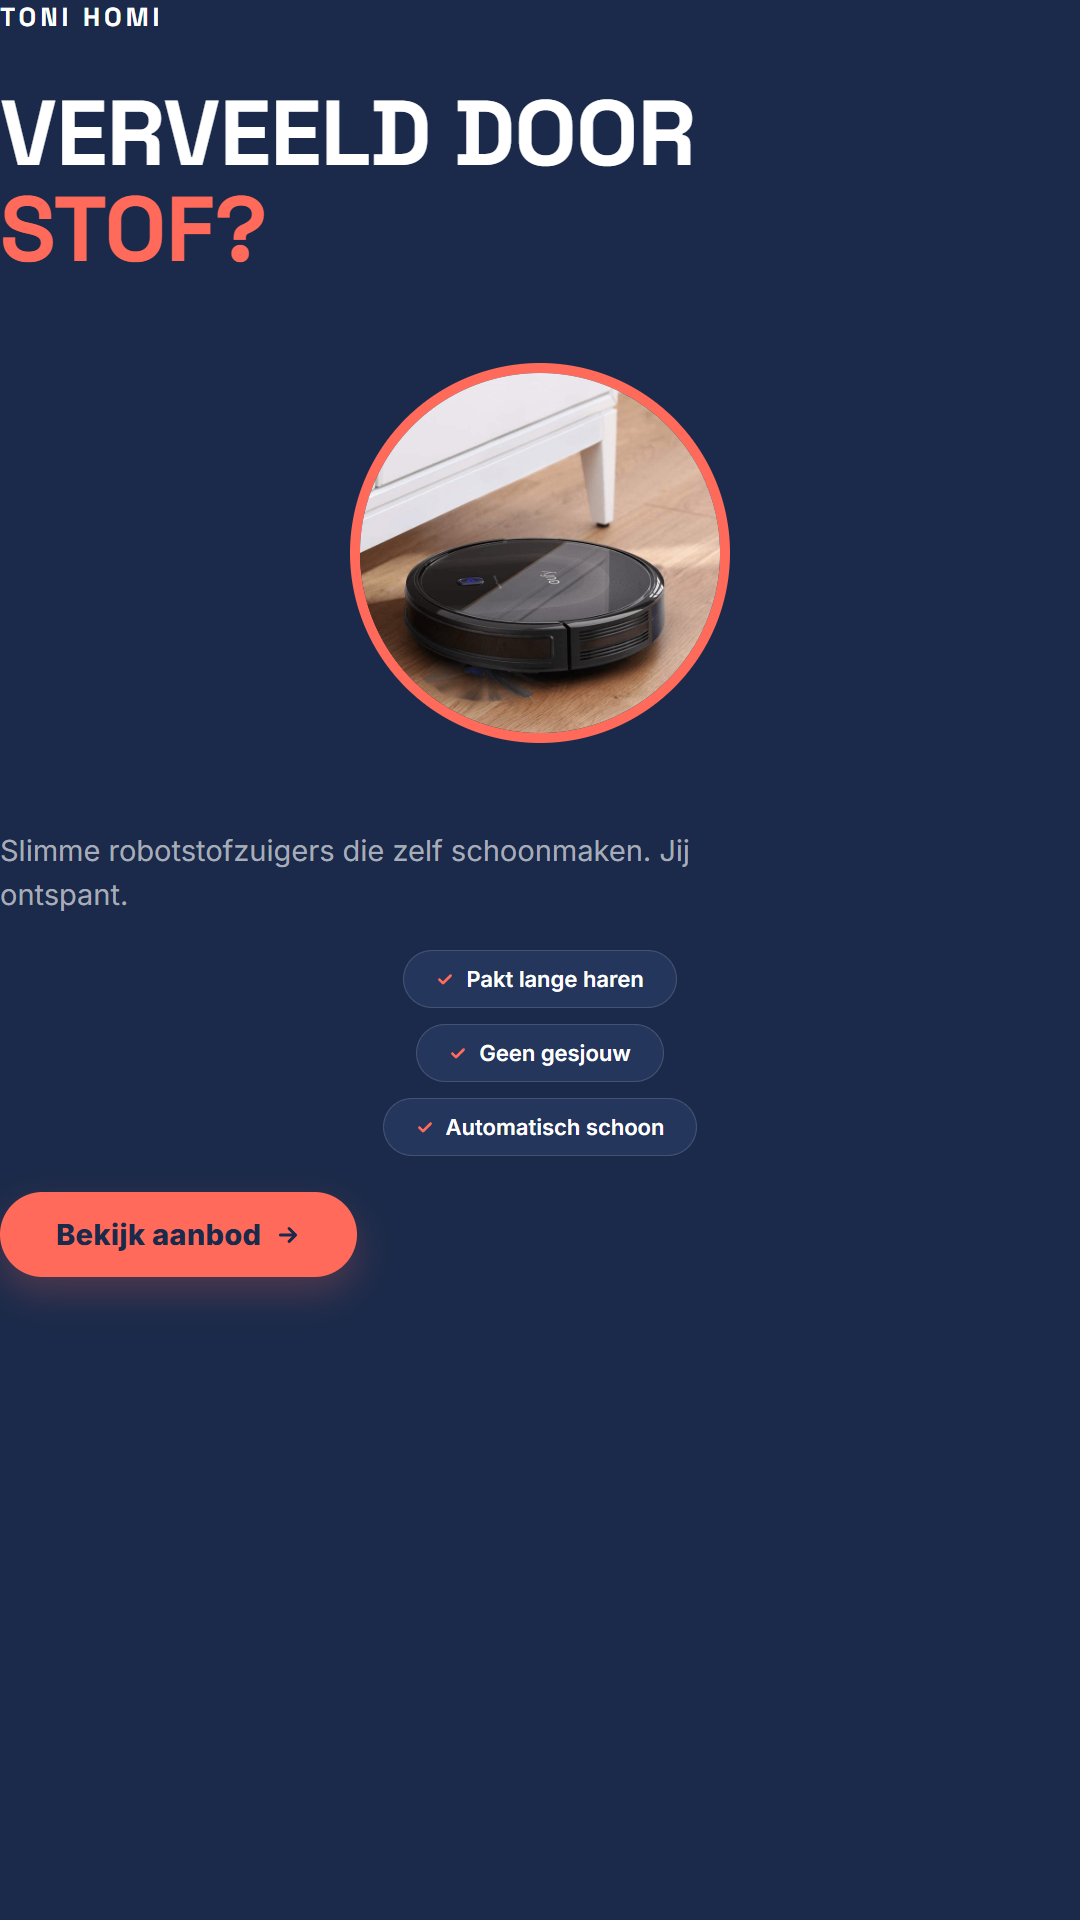 TONI HOMI
VERVEELD DOOR
STOF?
Slimme robotstofzuigers die zelf schoonmaken. Jij
ontspant.
Pakt lange haren
Geen gesjouw
Automatisch schoon
Bekijk aanbod